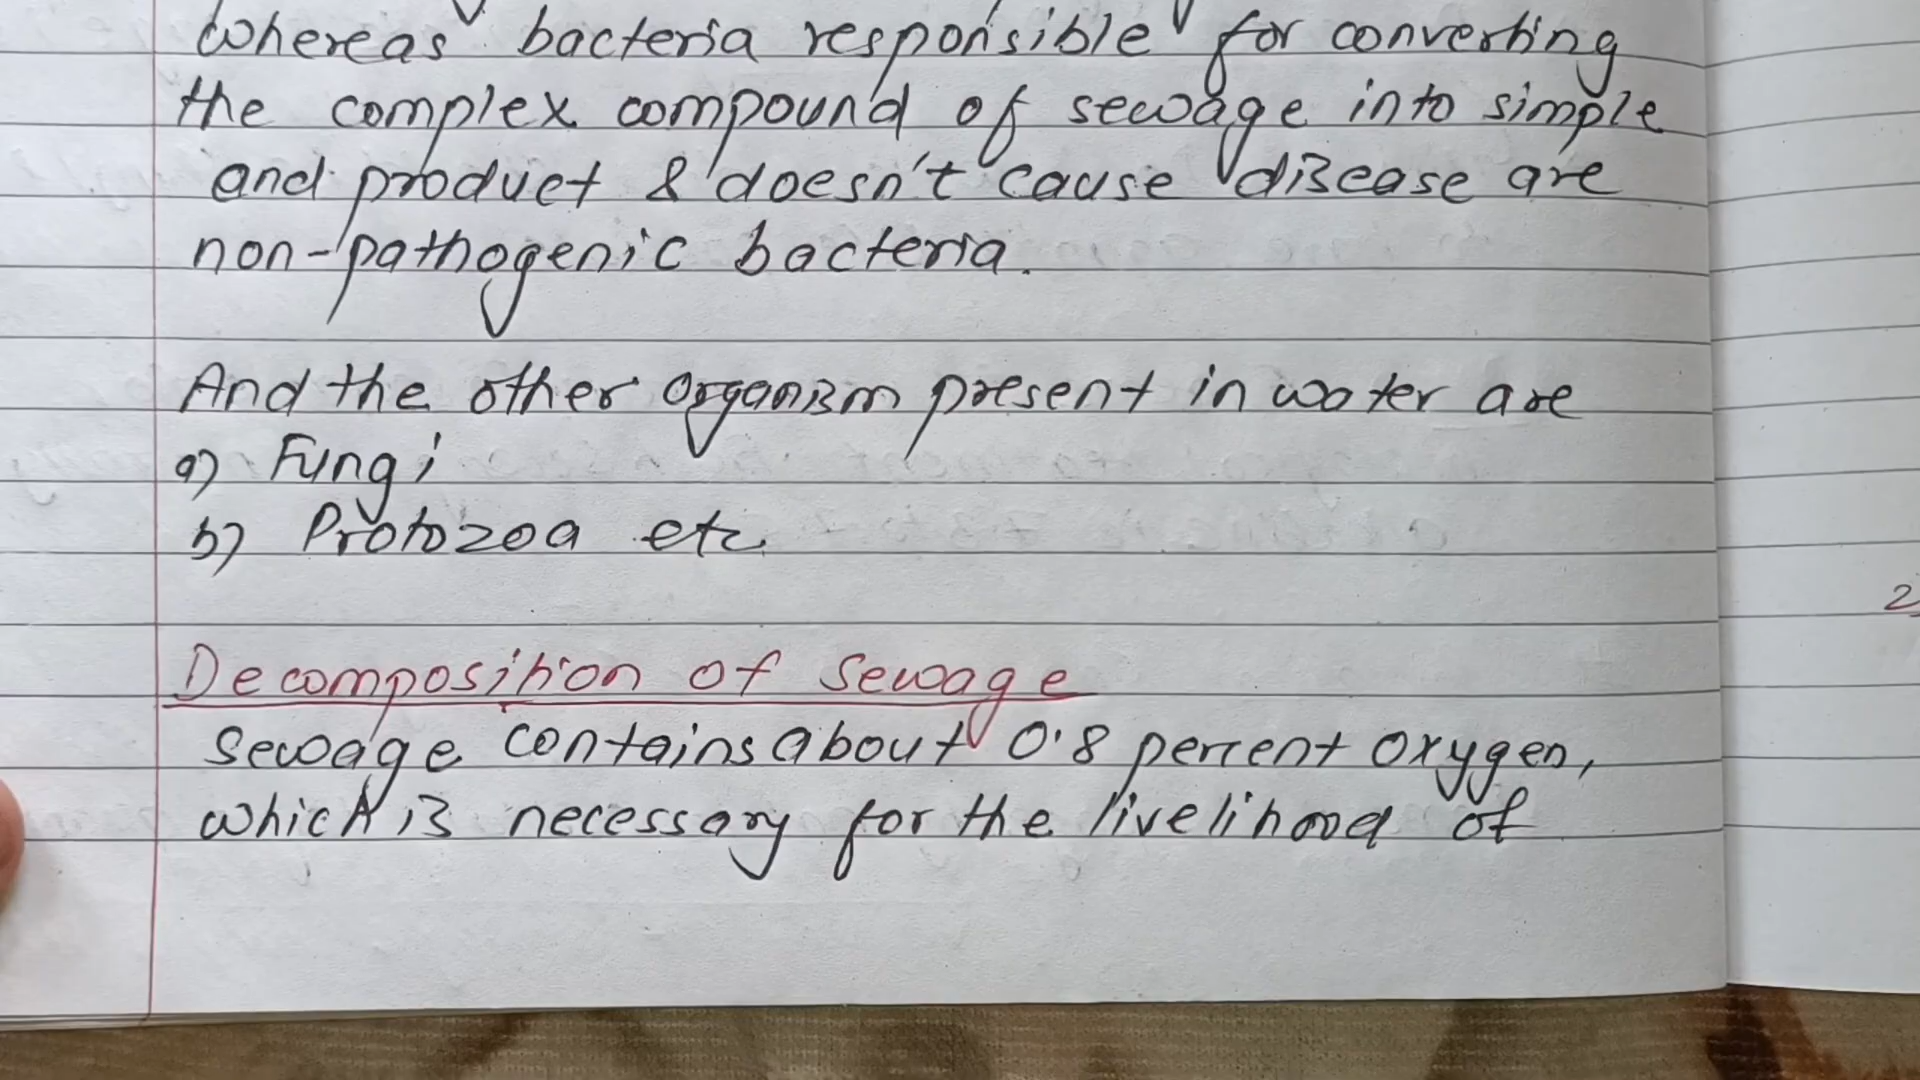 Whereas bacteria responsible for converting
the complex compound of sewage into simple
and product & doesn't cause disease are
non-pathogenic bacteria.
And the other organism present in water are
a) Fungi
b) Protozoa etc
Decomposition of Sewage
Sewage contains about 0.8 percent oxygen,
which is necessary for the livelihood of
2